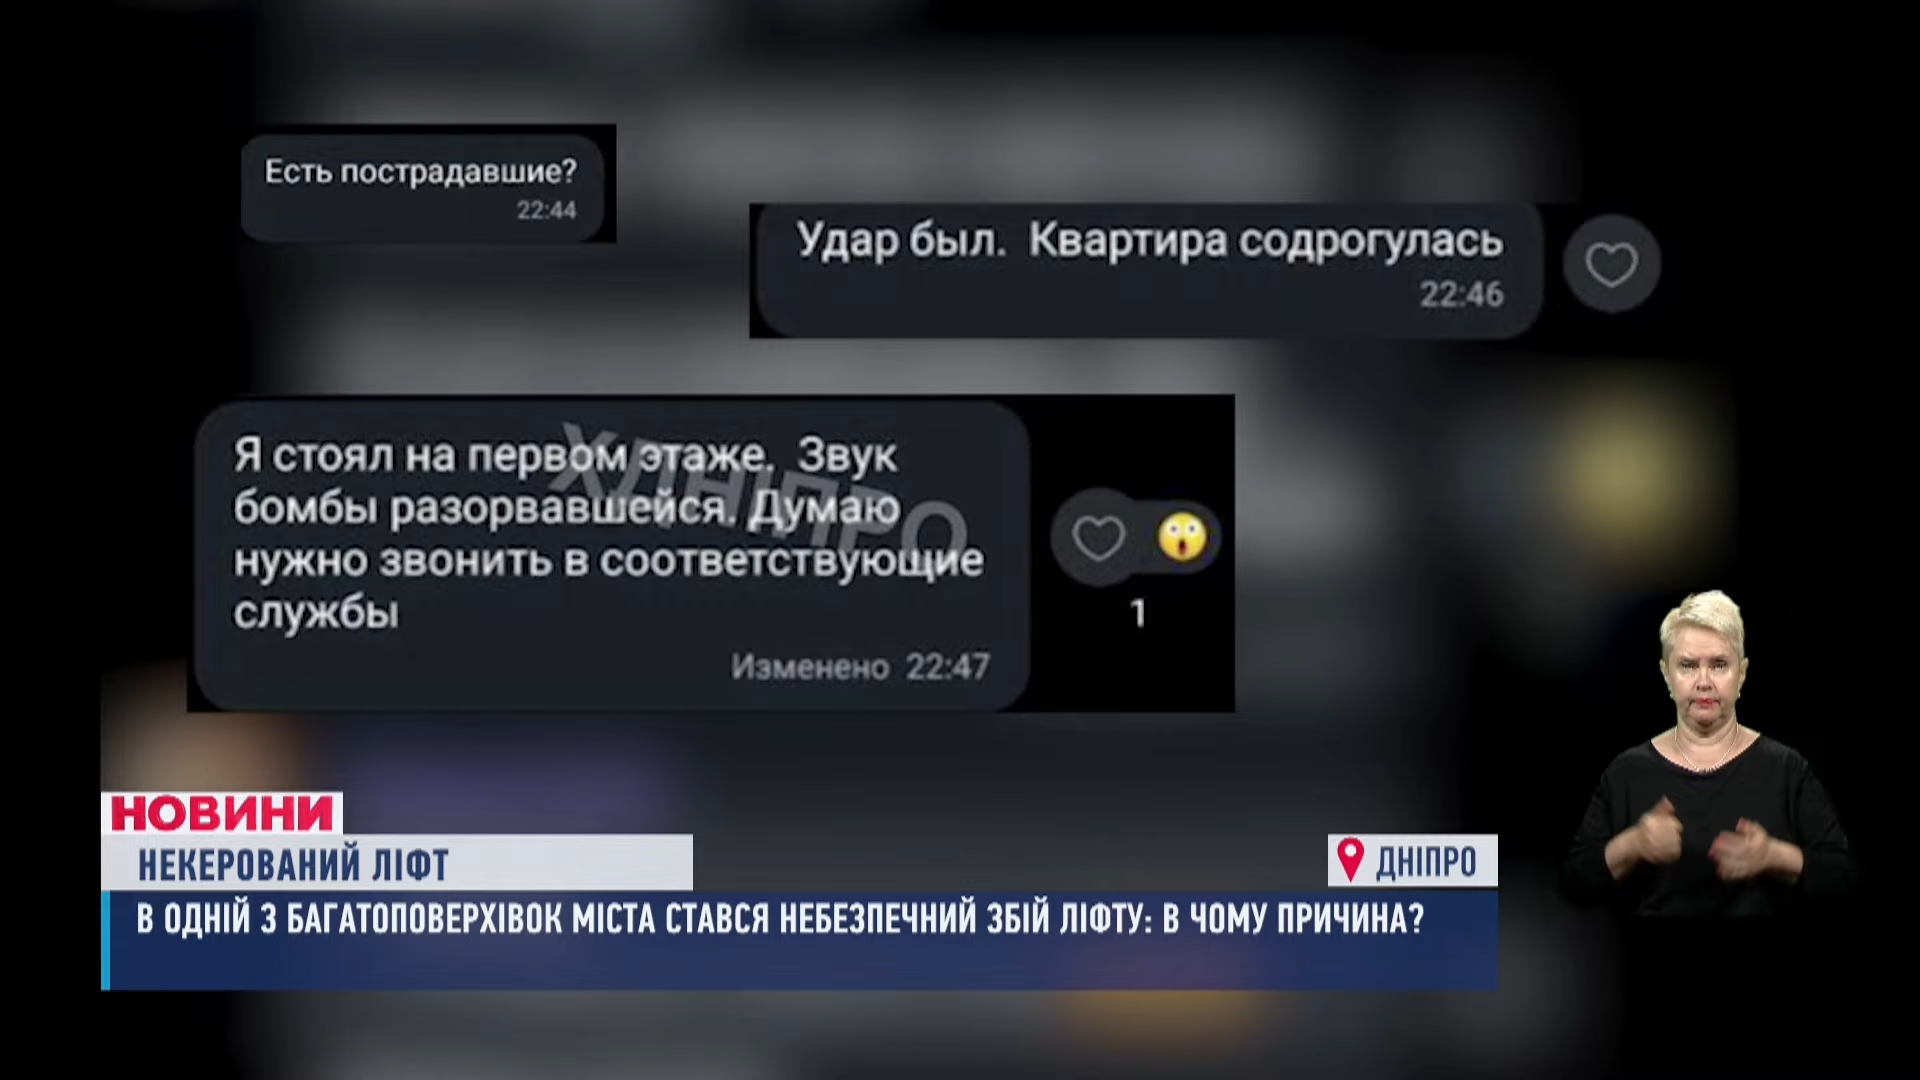 Есть пострадавшие?
22:44
Удар был. Квартира содрогулась
22:46
Я стоял на первом этаже. Звук
бомбы разорвавшейся. Думаю
нужно звонить в соответствующие
службы
Изменено 22:47
1
ХДНІПРО
НОВИНИ
НЕКЕРОВАНИЙ ЛІФТ
ДНІПРО
В ОДНІЙ З БАГАТОПОВЕРХІВОК МІСТА СТАВСЯ НЕБЕЗПЕЧНИЙ ЗБІЙ ЛІФТУ: В ЧОМУ ПРИЧИНА?